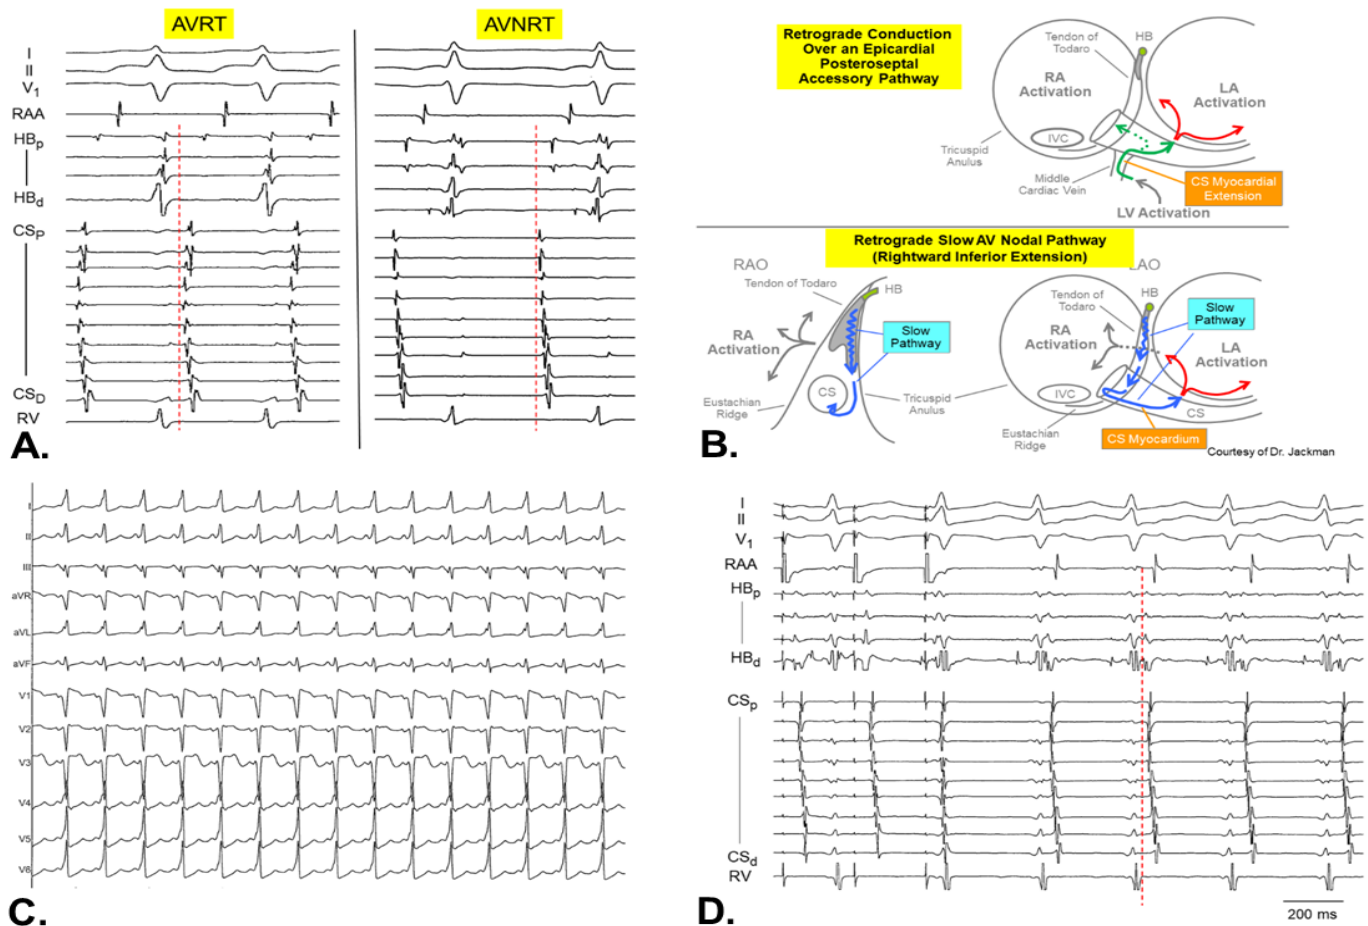 AVRT
AVNRT
I
II
V1
RAA
HBp
HBd
CSP
CSD
RV
A.
Retrograde Conduction
Over an Epicardial
Posteroseptal
Accessory Pathway
Tendon of
Todaro
HB
RA
Activation
LA
Activation
IVC
Tricuspid
Anulus
Middle
Cardiac Vein
CS Myocardial
Extension
LV Activation
Retrograde Slow AV Nodal Pathway
(Rightward Inferior Extension)
RAO
Tendon of Todaro
HB
RA
Activation
Slow
Pathway
CS
Eustachian
Ridge
Tricuspid
Anulus
LAO
Tendon of
Todaro
HB
Slow
Pathway
RA
Activation
LA
Activation
IVC
CS
Eustachian
Ridge
CS Myocardium
Courtesy of Dr. Jackman
B.
I
II
III
aVR
aVL
aVF
V1
V2
V3
V4
V5
V6
C.
I
II
V1
RAA
HBp
HBd
CSp
CSd
RV
200 ms
D.